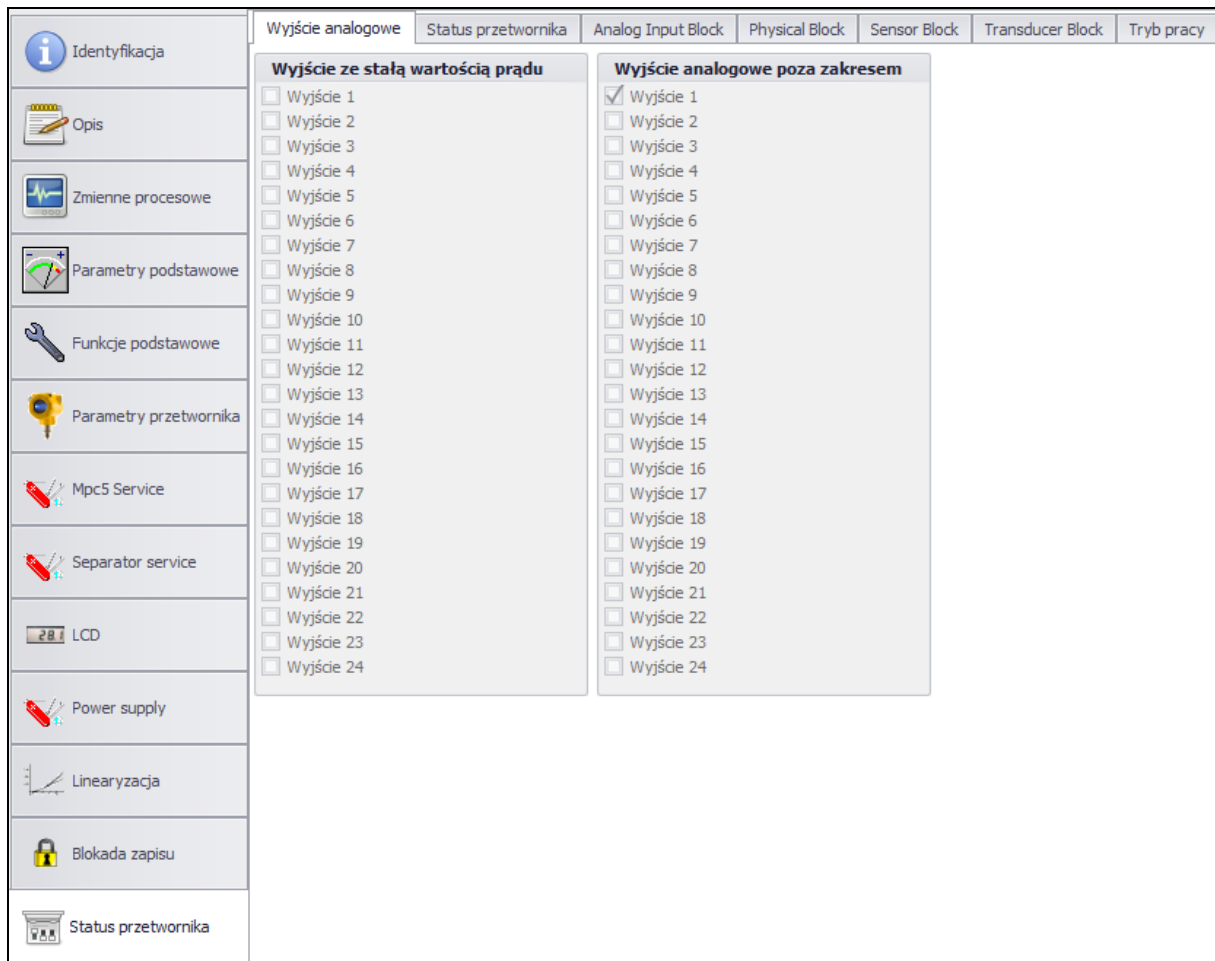 Identyfikacja
Opis
Zmienne procesowe
Parametry podstawowe
Funkcje podstawowe
Parametry przetwornika
Mpc5 Service
Separator service
28.1 LCD
Power supply
Linearyzacja
Blokada zapisu
Status przetwornika
Wyjście analogowe Status przetwornika Analog Input Block Physical Block Sensor Block Transducer Block Tryb pracy
Wyjście ze stałą wartością prądu
Wyjście 1
Wyjście 2
Wyjście 3
Wyjście 4
Wyjście 5
Wyjście 6
Wyjście 7
Wyjście 8
Wyjście 9
Wyjście 10
Wyjście 11
Wyjście 12
Wyjście 13
Wyjście 14
Wyjście 15
Wyjście 16
Wyjście 17
Wyjście 18
Wyjście 19
Wyjście 20
Wyjście 21
Wyjście 22
Wyjście 23
Wyjście 24
Wyjście analogowe poza zakresem
Wyjście 1
Wyjście 2
Wyjście 3
Wyjście 4
Wyjście 5
Wyjście 6
Wyjście 7
Wyjście 8
Wyjście 9
Wyjście 10
Wyjście 11
Wyjście 12
Wyjście 13
Wyjście 14
Wyjście 15
Wyjście 16
Wyjście 17
Wyjście 18
Wyjście 19
Wyjście 20
Wyjście 21
Wyjście 22
Wyjście 23
Wyjście 24